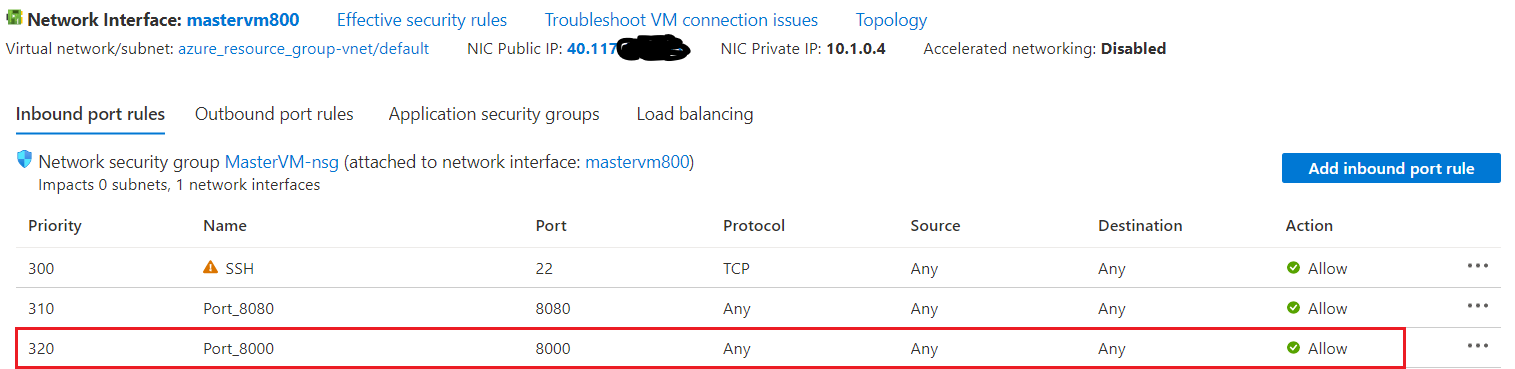 Network Interface: mastervm800 Effective security rules Troubleshoot VM connection issues Topology
Virtual network/subnet: azure_resource_group-vnet/default NIC Public IP: 40.117 NIC Private IP: 10.1.0.4 Accelerated networking: Disabled
Inbound port rules Outbound port rules Application security groups Load balancing
Network security group MasterVM-nsg (attached to network interface: mastervm800)
Impacts 0 subnets, 1 network interfaces
Add inbound port rule
Priority Name Port Protocol Source Destination Action
300 SSH 22 TCP Any Any Allow
310 Port_8080 8080 Any Any Any Allow
320 Port_8000 8000 Any Any Any Allow